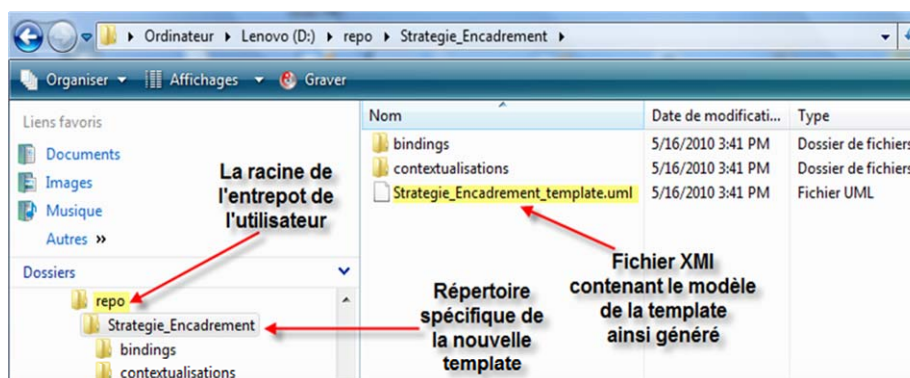 Ordinateur ▸ Lenovo (D:) ▸ repo ▸ Strategie_Encadrement ▸
Organiser Affichages Graver
Liens favoris
Documents
Images
Musique
Autres »
Dossiers
repo
Strategie_Encadrement
bindings
contextualisations
Nom Date de modificati... Type
bindings 5/16/2010 3:41 PM Dossier de fichiers
contextualisations 5/16/2010 3:41 PM Dossier de fichiers
Strategie_Encadrement_template.uml 5/16/2010 3:41 PM Fichier UML
La racine de
l'entrepot de
l'utilisateur
Répertoire
spécifique de
la nouvelle
template
Fichier XMI
contenant le modèle
de la template
ainsi généré